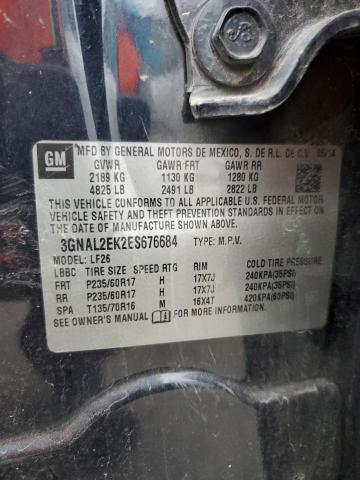 GM
MFD BY GENERAL MOTORS DE MEXICO, S. DE R.L. DE C.V. 05/14
GVWR GAWR FRT GAWR RR
2189 KG 1130 KG 1280 KG
4825 LB 2491 LB 2822 LB
THIS VEHICLE CONFORMS TO ALL APPLICABLE
U.S. FEDERAL MOTOR VEHICLE SAFETY AND THEFT
PREVENTION STANDARDS IN EFFECT ON THE DATE
OF MANUFACTURE SHOWN ABOVE.
3GNAL2EK2ES676684 TYPE: M.P.V.
MODEL: LF26
LBBC TIRE SIZE SPEED RTG RIM COLD TIRE PRESSURE
FRT P235/60R17 H 17X7J 240KPA(35PSI)
RR P235/60R17 H 17X7J 240KPA(35PSI)
SPA T135/70R16 M 16X4T 420KPA(60PSI)
SEE OWNER'S MANUAL FOR MORE INFORMATION.